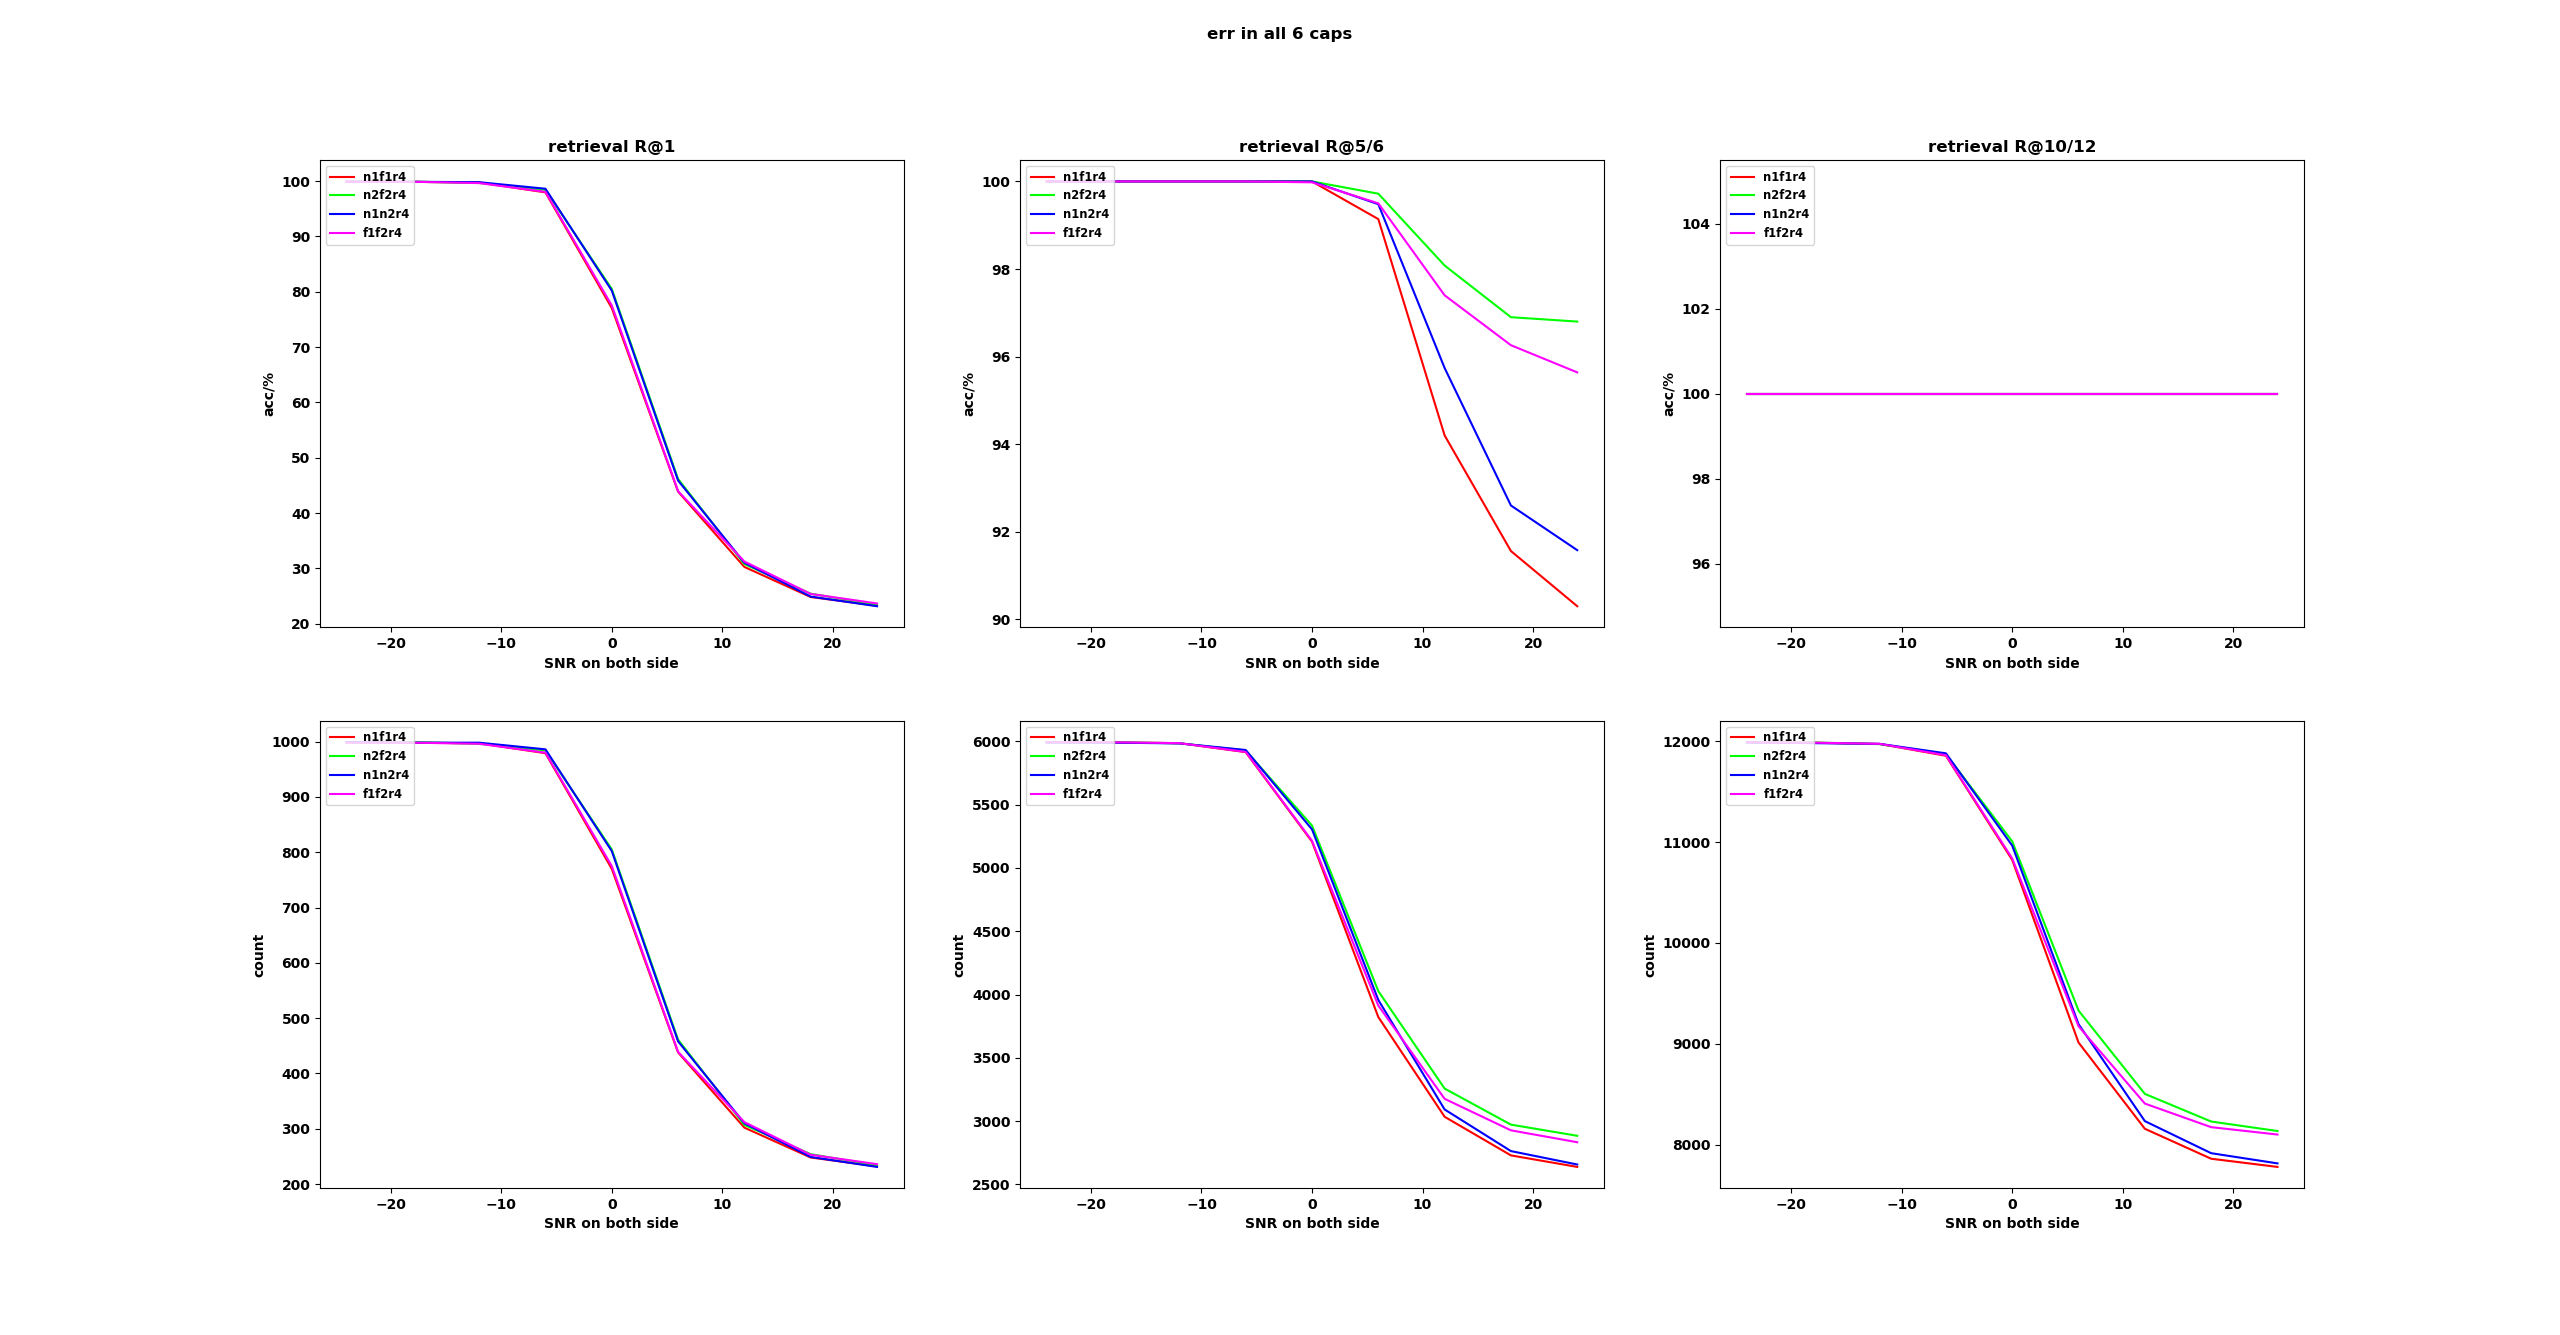 err in all 6 caps
retrieval R@1
n1f1r4
n2f2r4
n1n2r4
f1f2r4
100
90
80
70
60
50
40
30
20
acc/%
−20 −10 0 10 20
SNR on both side
retrieval R@5/6
n1f1r4
n2f2r4
n1n2r4
f1f2r4
100
98
96
94
92
90
acc/%
−20 −10 0 10 20
SNR on both side
retrieval R@10/12
n1f1r4
n2f2r4
n1n2r4
f1f2r4
104
102
100
98
96
acc/%
−20 −10 0 10 20
SNR on both side
n1f1r4
n2f2r4
n1n2r4
f1f2r4
1000
900
800
700
600
500
400
300
200
count
−20 −10 0 10 20
SNR on both side
n1f1r4
n2f2r4
n1n2r4
f1f2r4
6000
5500
5000
4500
4000
3500
3000
2500
count
−20 −10 0 10 20
SNR on both side
n1f1r4
n2f2r4
n1n2r4
f1f2r4
12000
11000
10000
9000
8000
count
−20 −10 0 10 20
SNR on both side